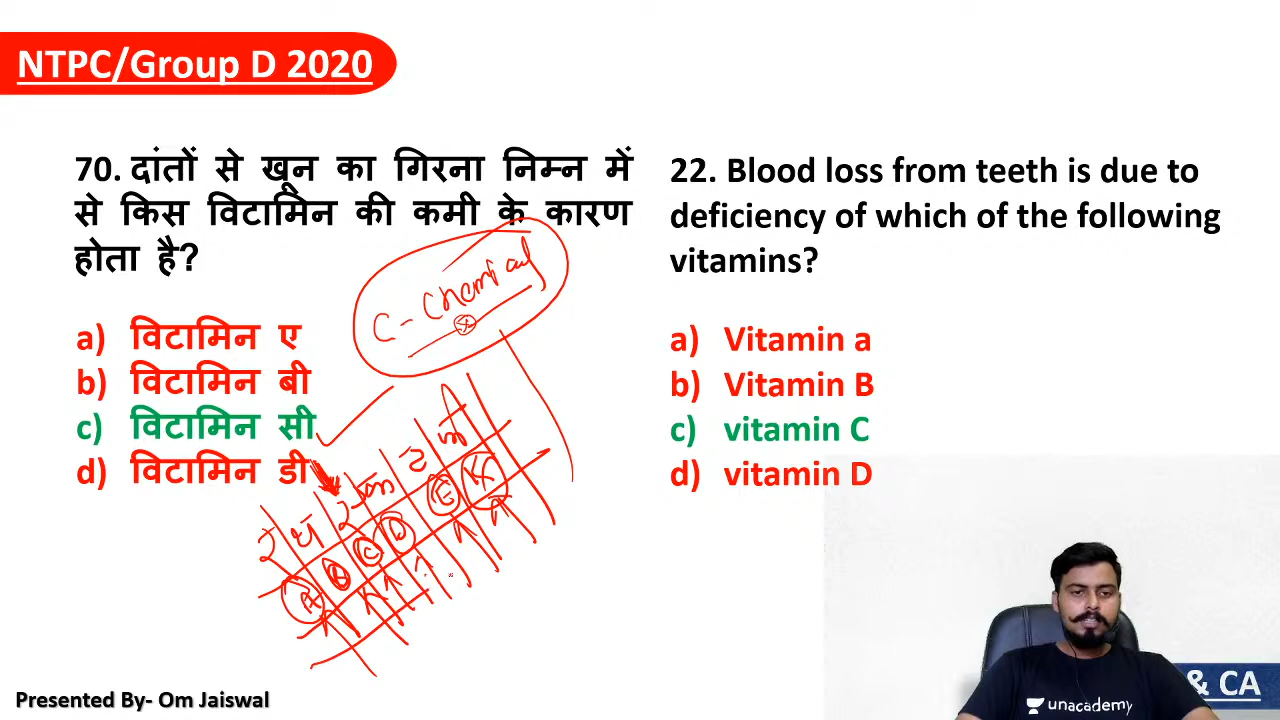 NTPC/Group D 2020
70. दांतों से खून का गिरना निम्न में
से किस विटामिन की कमी के कारण
होता है?
a) विटामिन ए
b) विटामिन बी
c) विटामिन सी
d) विटामिन डी
22. Blood loss from teeth is due to
deficiency of which of the following
vitamins?
a) Vitamin a
b) Vitamin B
c) vitamin C
d) vitamin D
C - Chemical
A B C D E K
unacademy
& CA
Presented By- Om Jaiswal